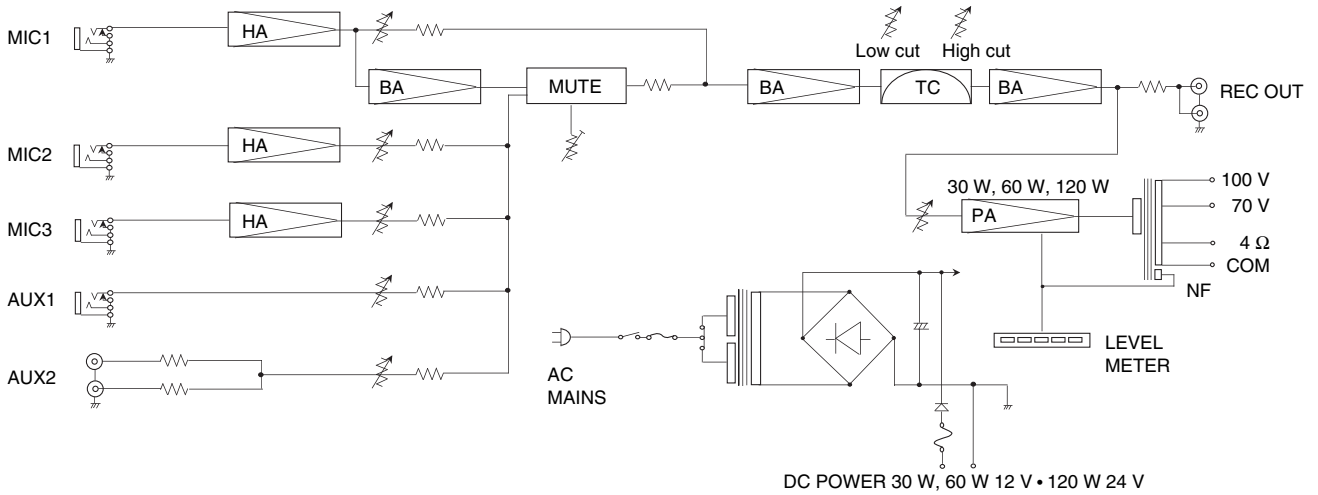 MIC1
HA
BA
MUTE
Low cut
High cut
BA
TC
BA
REC OUT
MIC2
HA
MIC3
HA
30 W, 60 W, 120 W
PA
100 V
70 V
4 Ω
COM
NF
AUX1
AUX2
AC
MAINS
LEVEL
METER
DC POWER 30 W, 60 W 12 V • 120 W 24 V